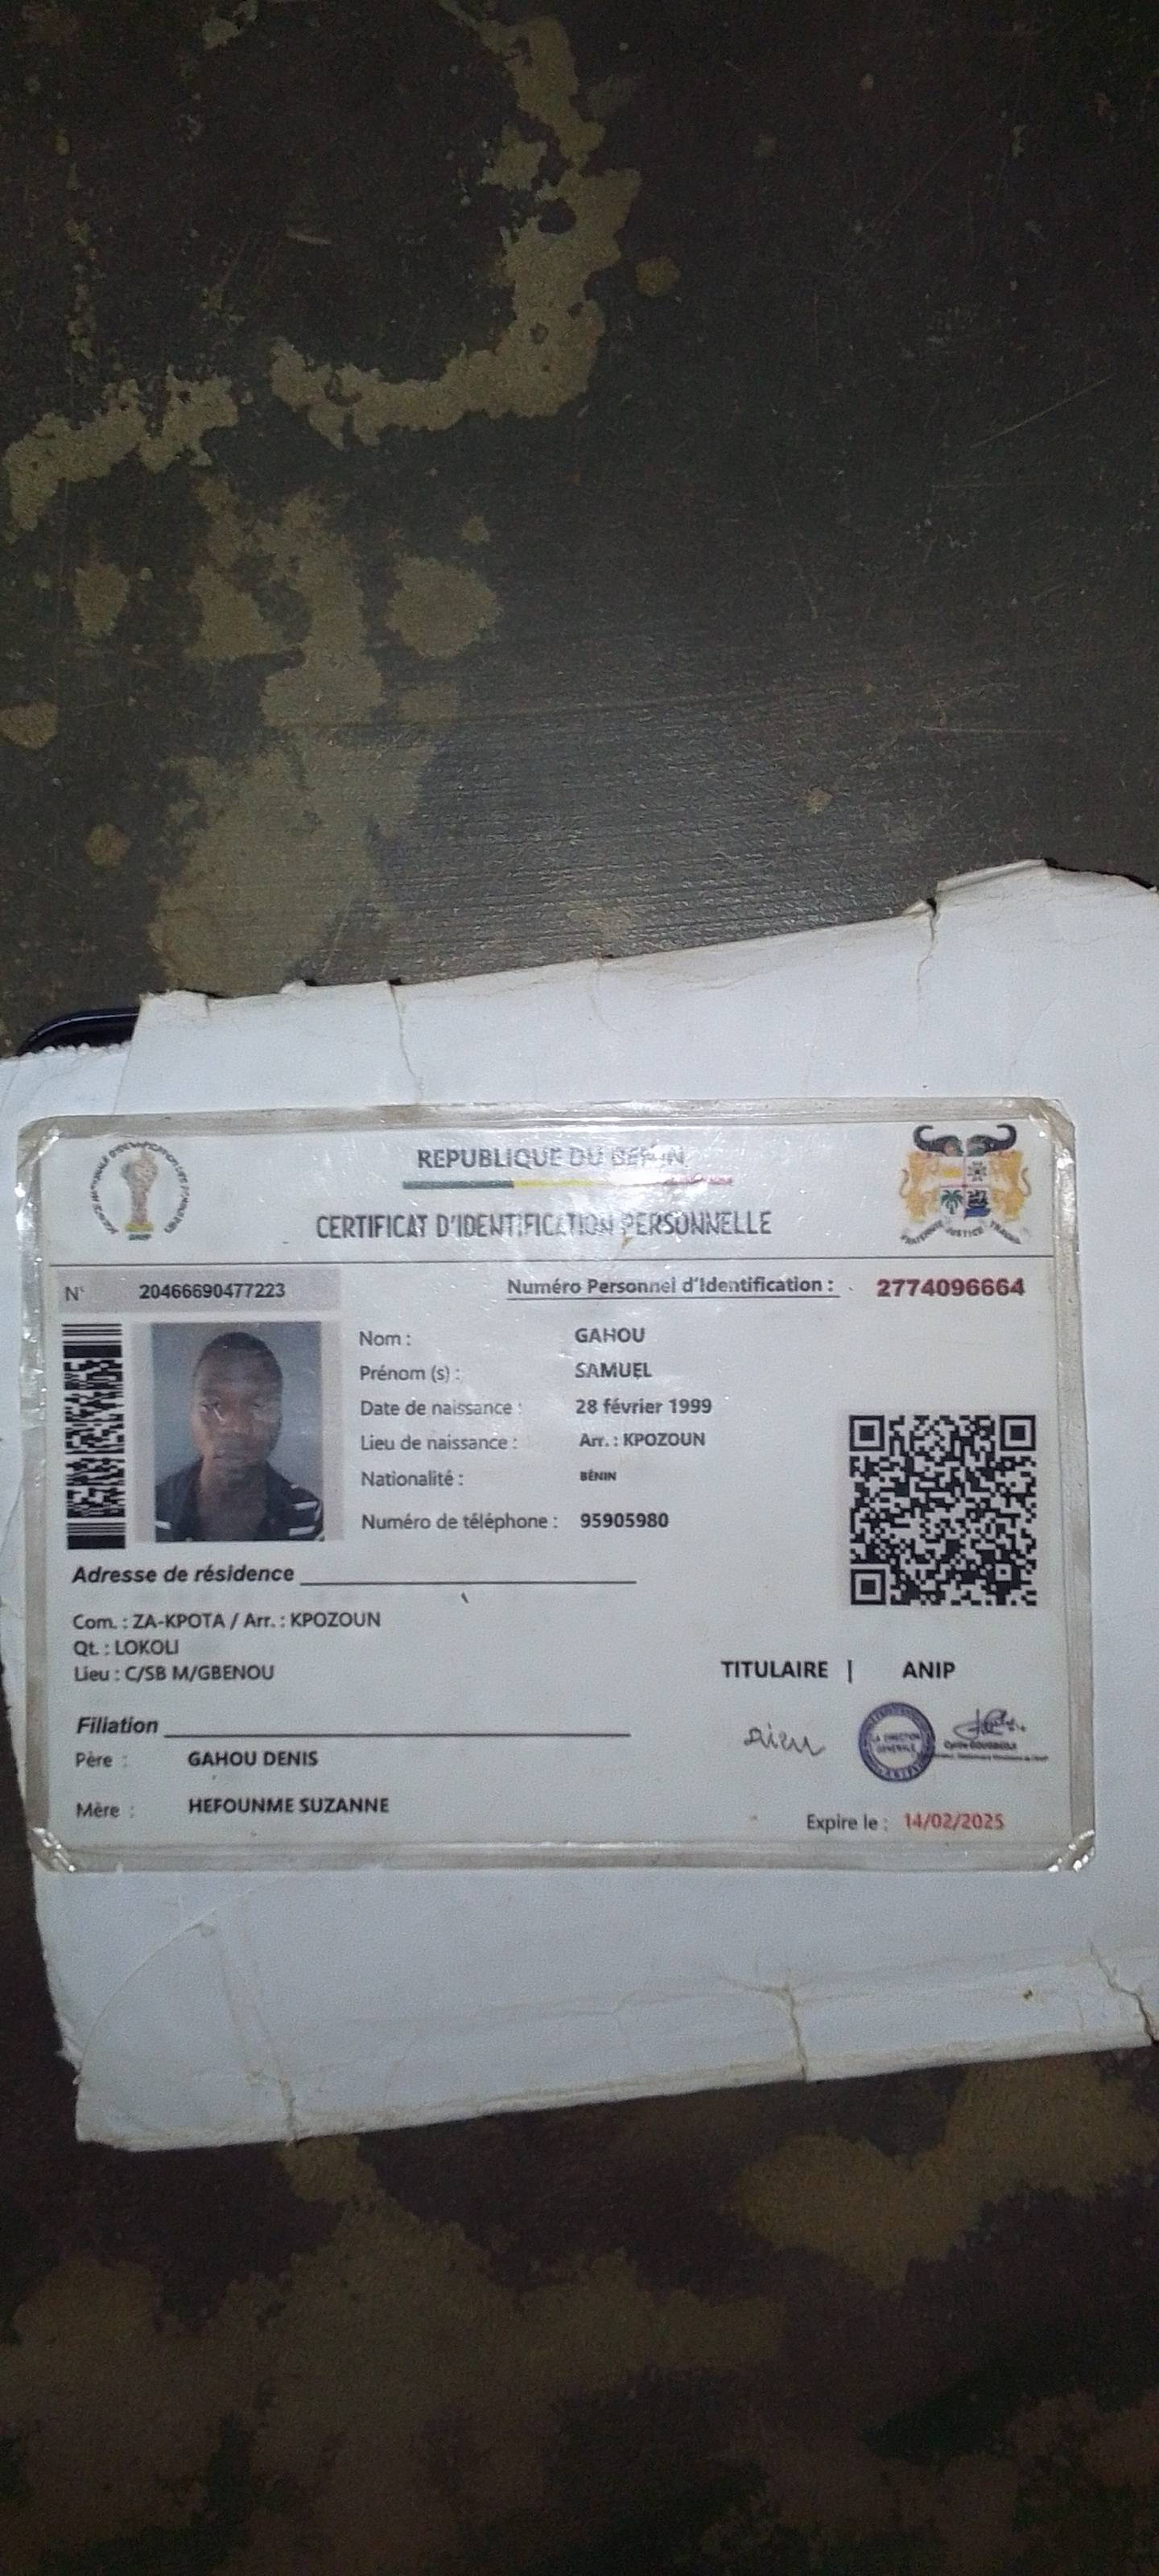 REPUBLIQUE DU BENIN
CERTIFICAT D'IDENTIFICATION PERSONNELLE
FRATERNITE JUSTICE TRAVAIL
N° 20466690477223
Numéro Personnel d'Identification : 2774096664
Nom : GAHOU
Prénom (s) : SAMUEL
Date de naissance : 28 février 1999
Lieu de naissance : Arr. : KPOZOUN
Nationalité : BÉNIN
Numéro de téléphone : 95905980
Adresse de résidence
Com. : ZA-KPOTA / Arr. : KPOZOUN
Qt. : LOKOLI
Lieu : C/SB M/GBENOU
TITULAIRE | ANIP
LA DIRECTION GENERALE
Filiation
Père : GAHOU DENIS
Mère : HEFOUNME SUZANNE
Expire le : 14/02/2025